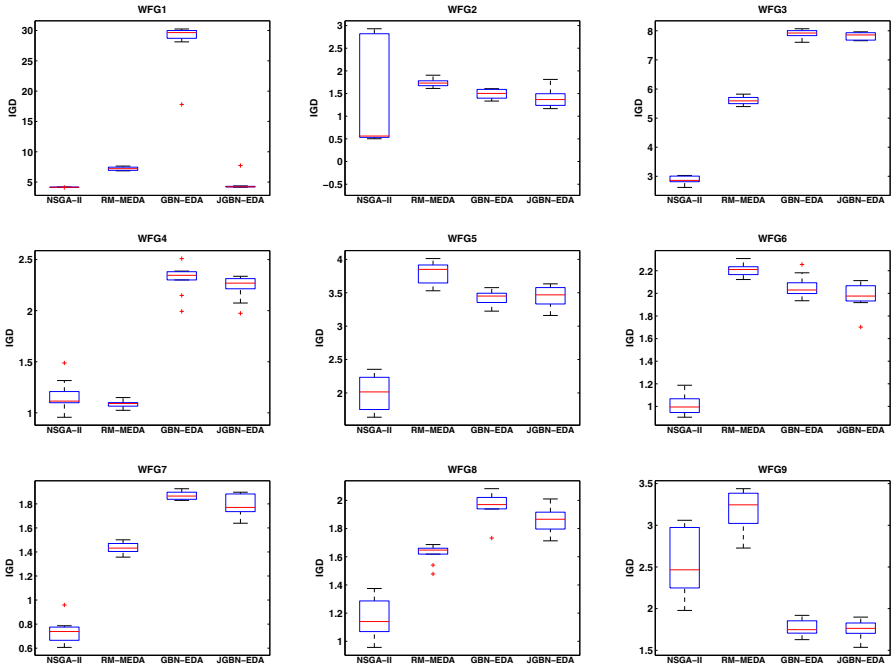 WFG1
30
25
20
15
10
5
IGD
NSGA-II RM-MEDA GBN-EDA JGBN-EDA
WFG2
3
2.5
2
1.5
1
0.5
0
-0.5
IGD
NSGA-II RM-MEDA GBN-EDA JGBN-EDA
WFG3
8
7
6
5
4
3
IGD
NSGA-II RM-MEDA GBN-EDA JGBN-EDA
WFG4
2.5
2
1.5
1
IGD
NSGA-II RM-MEDA GBN-EDA JGBN-EDA
WFG5
4
3.5
3
2.5
2
IGD
NSGA-II RM-MEDA GBN-EDA JGBN-EDA
WFG6
2.2
2
1.8
1.6
1.4
1.2
1
IGD
NSGA-II RM-MEDA GBN-EDA JGBN-EDA
WFG7
1.8
1.6
1.4
1.2
1
0.8
0.6
IGD
NSGA-II RM-MEDA GBN-EDA JGBN-EDA
WFG8
2
1.8
1.6
1.4
1.2
1
IGD
NSGA-II RM-MEDA GBN-EDA JGBN-EDA
WFG9
3.5
3
2.5
2
1.5
IGD
NSGA-II RM-MEDA GBN-EDA JGBN-EDA